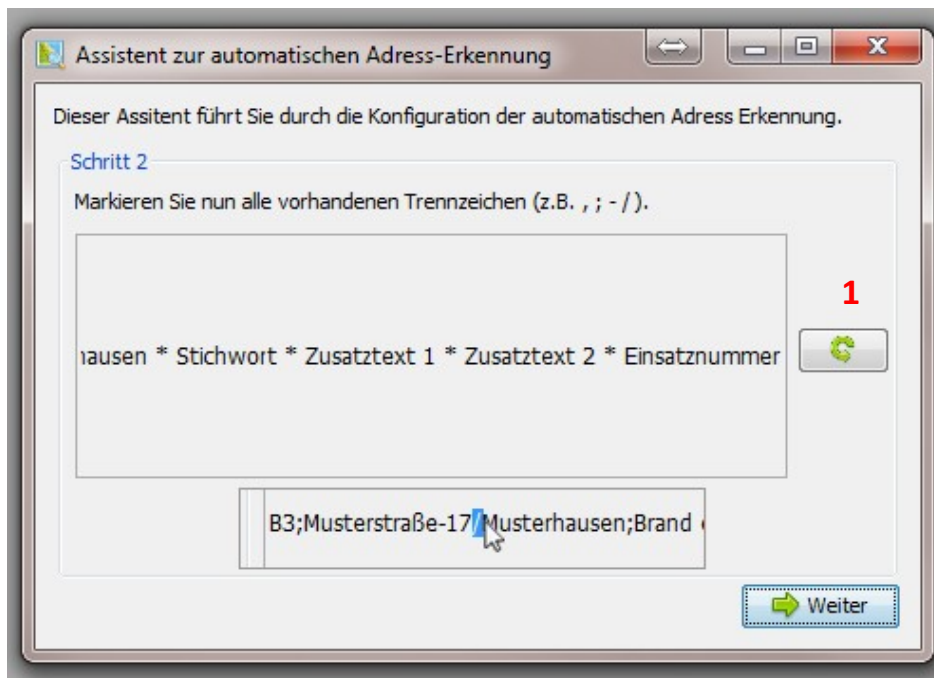 Assistent zur automatischen Adress-Erkennung
Dieser Assitent führt Sie durch die Konfiguration der automatischen Adress Erkennung.
Schritt 2
Markieren Sie nun alle vorhandenen Trennzeichen (z.B. , ; - / ).
1
hausen * Stichwort * Zusatztext 1 * Zusatztext 2 * Einsatznummer
B3;Musterstraße-17/Musterhausen;Brand
Weiter